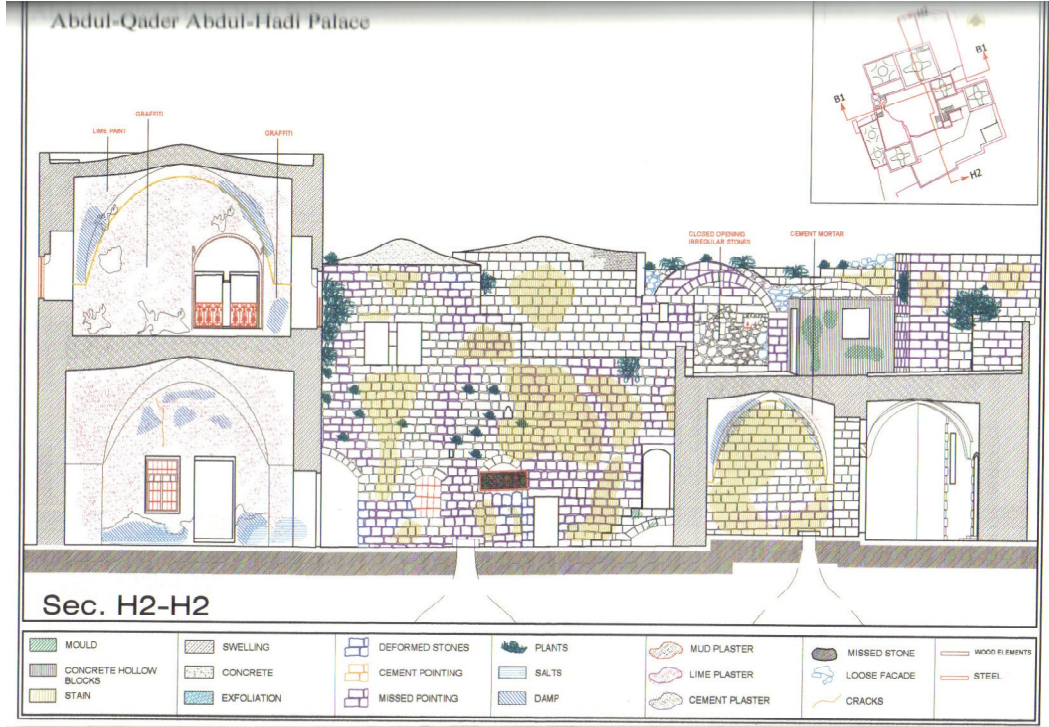 Abdul-Qader Abdul-Hadi Palace
H2
B1
B1
H2
GRAFFITI
LIME PAINT
GRAFFITI
CLOSED OPENING
IRREGULAR STONES
CEMENT MORTAR
Sec. H2-H2
MOULD
CONCRETE HOLLOW
BLOCKS
STAIN
SWELLING
CONCRETE
EXFOLIATION
DEFORMED STONES
CEMENT POINTING
MISSED POINTING
PLANTS
SALTS
DAMP
MUD PLASTER
LIME PLASTER
CEMENT PLASTER
MISSED STONE
LOOSE FACADE
CRACKS
WOOD ELEMENTS
STEEL